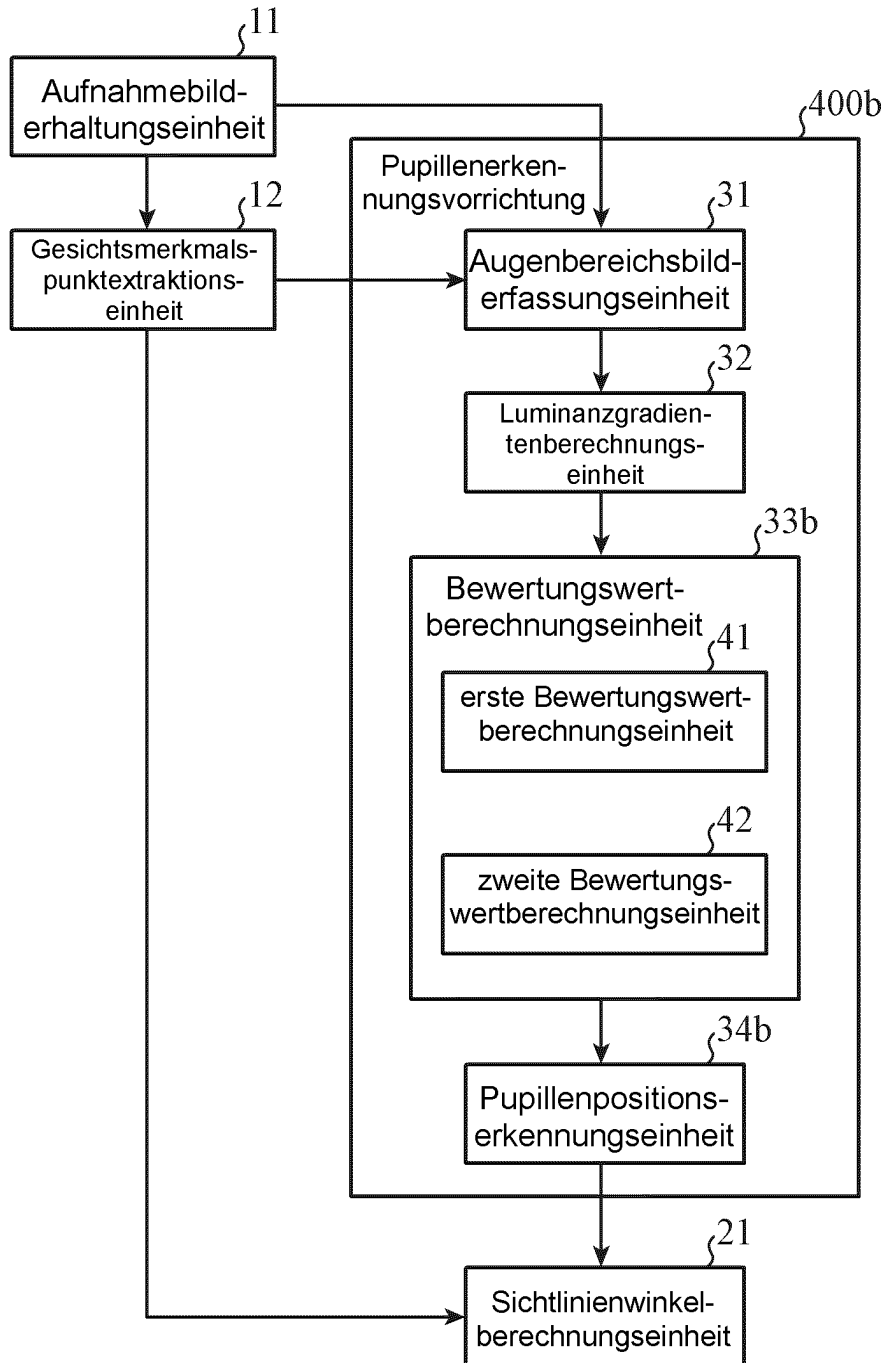 11
Aufnahmebild-
erhaltungseinheit
400b
Pupillenerken-
nungsvorrichtung
12
Gesichtsmerkmals-
punktextraktions-
einheit
31
Augenbereichsbild-
erfassungseinheit
32
Luminanzgradien-
tenberechnungs-
einheit
33b
Bewertungswert-
berechnungseinheit
41
erste Bewertungswert-
berechnungseinheit
42
zweite Bewertungs-
wertberechnungseinheit
34b
Pupillenpositions-
erkennungseinheit
21
Sichtlinienwinkel-
berechnungseinheit